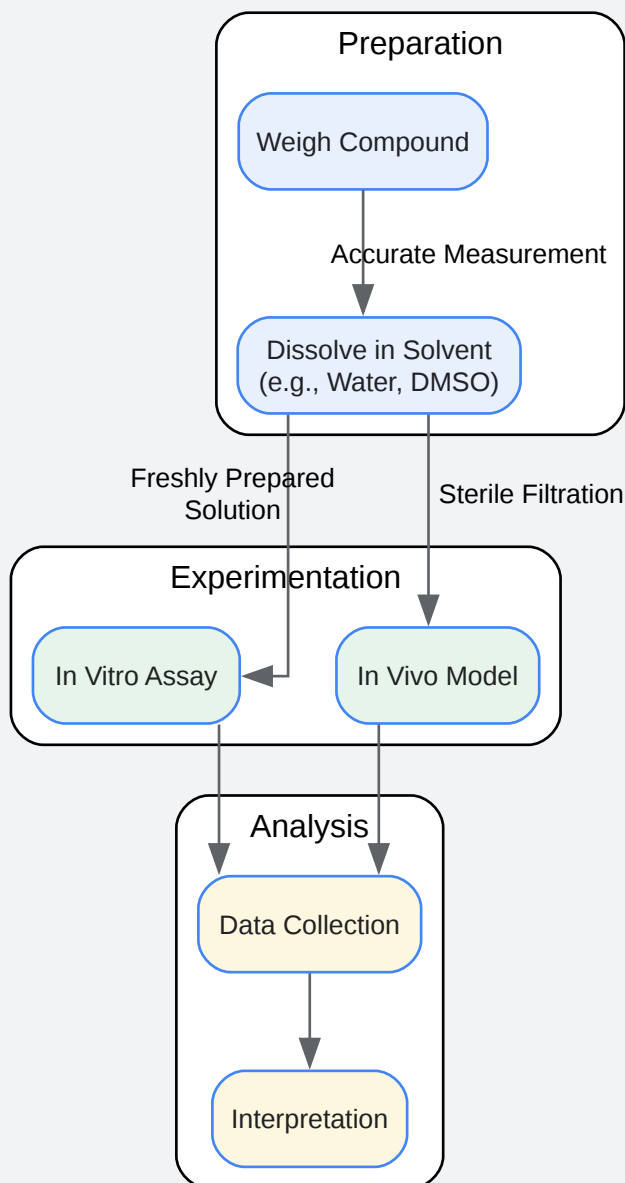 Preparation
Weigh Compound
Accurate Measurement
Dissolve in Solvent
(e.g., Water, DMSO)
Freshly Prepared
Solution
Sterile Filtration
Experimentation
In Vitro Assay
In Vivo Model
Analysis
Data Collection
Interpretation